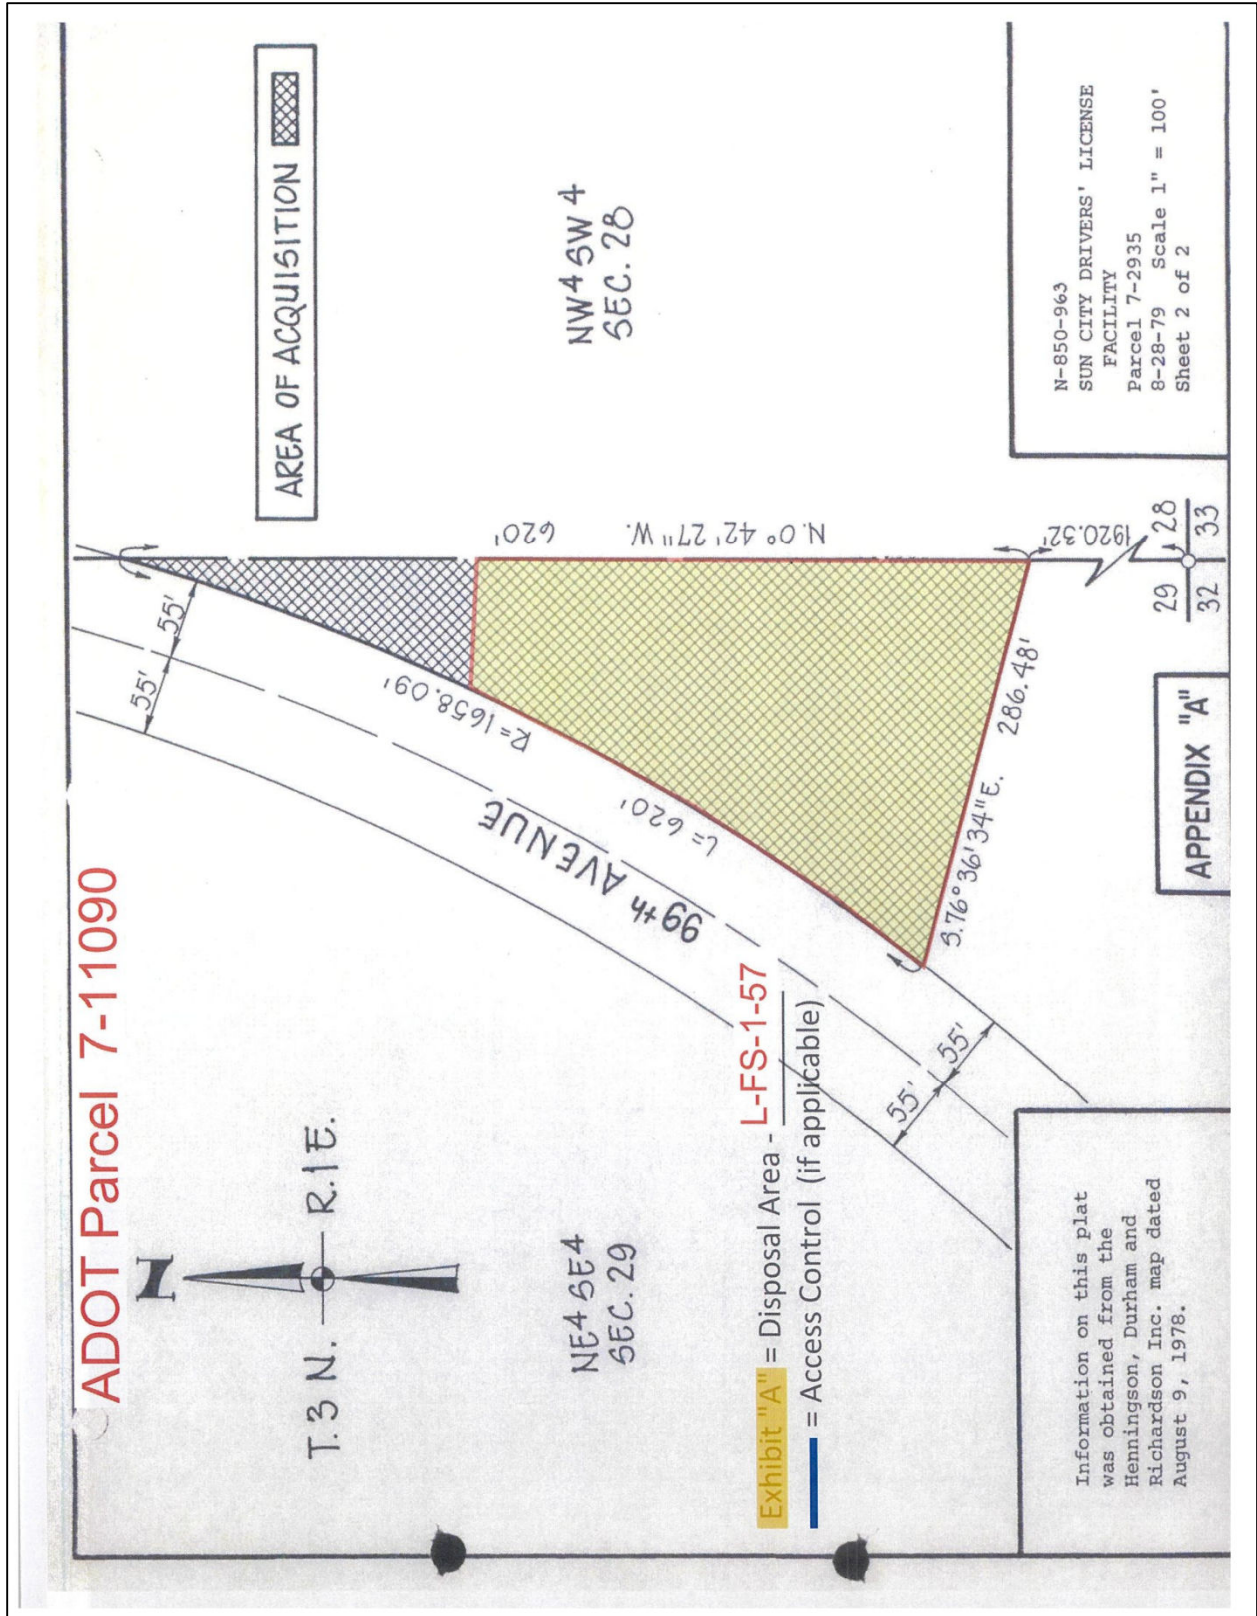 ADOT Parcel 7-11090
AREA OF ACQUISITION
T. 3 N. R. 1 E.
NE4 SE4
SEC. 29
NW4 SW4
SEC. 28
55'
55'
R=1658.09'
L=620'
99th AVENUE
620'
N. 0° 42' 27" W.
S. 76° 36' 34" E. 286.48'
1920.32'
55'
55'
29 28
32 33
Exhibit "A" = Disposal Area - L-FS-1-57
= Access Control (if applicable)
APPENDIX "A"
Information on this plat
was obtained from the
Henningson, Durham and
Richardson Inc. map dated
August 9, 1978.
N-850-963
SUN CITY DRIVERS' LICENSE
FACILITY
Parcel 7-2935
8-28-79 Scale 1" = 100'
Sheet 2 of 2